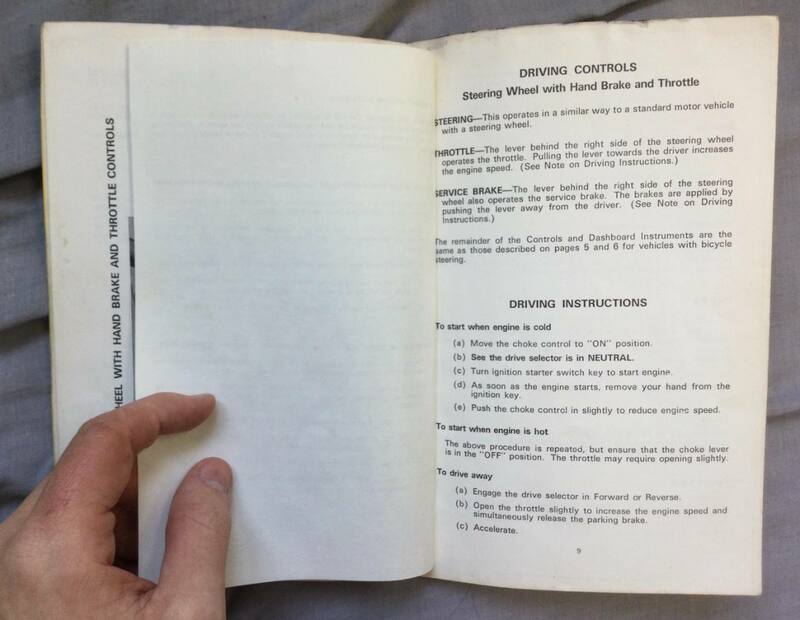 HEEL WITH HAND BRAKE AND THROTTLE CONTROLS
DRIVING CONTROLS
Steering Wheel with Hand Brake and Throttle
STEERING—This operates in a similar way to a standard motor vehicle
with a steering wheel.
THROTTLE—The lever behind the right side of the steering wheel
operates the throttle. Pulling the lever towards the driver increases
the engine speed. (See Note on Driving Instructions.)
SERVICE BRAKE—The lever behind the right side of the steering
wheel also operates the service brake. The brakes are applied by
pushing the lever away from the driver. (See Note on Driving
Instructions.)
The remainder of the Controls and Dashboard Instruments are the
same as those described on pages 5 and 6 for vehicles with bicycle
steering.
DRIVING INSTRUCTIONS
To start when engine is cold
(a) Move the choke control to "ON" position.
(b) See the drive selector is in NEUTRAL.
(c) Turn ignition starter switch key to start engine.
(d) As soon as the engine starts, remove your hand from the
ignition key.
(e) Push the choke control in slightly to reduce engine speed.
To start when engine is hot
The above procedure is repeated, but ensure that the choke lever
is in the "OFF" position. The throttle may require opening slightly.
To drive away
(a) Engage the drive selector in Forward or Reverse.
(b) Open the throttle slightly to increase the engine speed and
simultaneously release the parking brake.
(c) Accelerate.
9